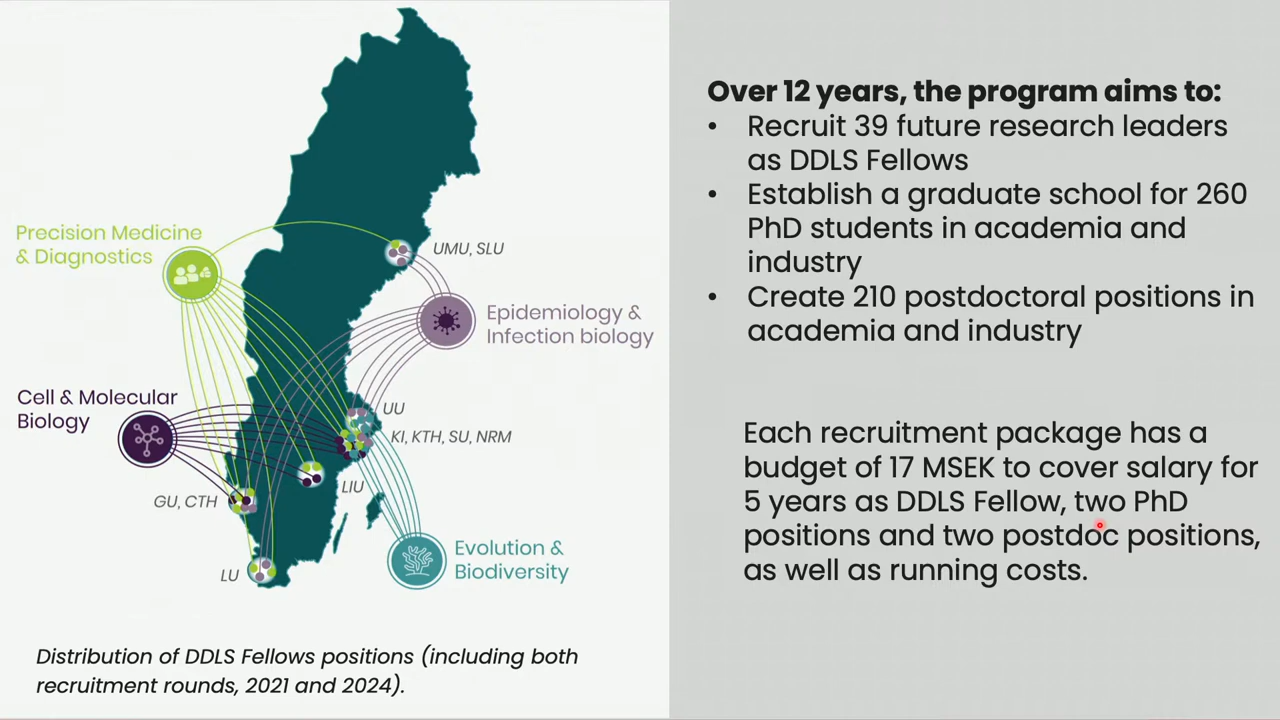 Precision Medicine
& Diagnostics
UMU, SLU
Epidemiology &
Infection biology
Cell & Molecular
Biology
UU
KI, KTH, SU, NRM
LIU
GU, CTH
LU
Evolution &
Biodiversity
Distribution of DDLS Fellows positions (including both
recruitment rounds, 2021 and 2024).
Over 12 years, the program aims to:
• Recruit 39 future research leaders
as DDLS Fellows
• Establish a graduate school for 260
PhD students in academia and
industry
• Create 210 postdoctoral positions in
academia and industry
Each recruitment package has a
budget of 17 MSEK to cover salary for
5 years as DDLS Fellow, two PhD
positions and two postdoc positions,
as well as running costs.